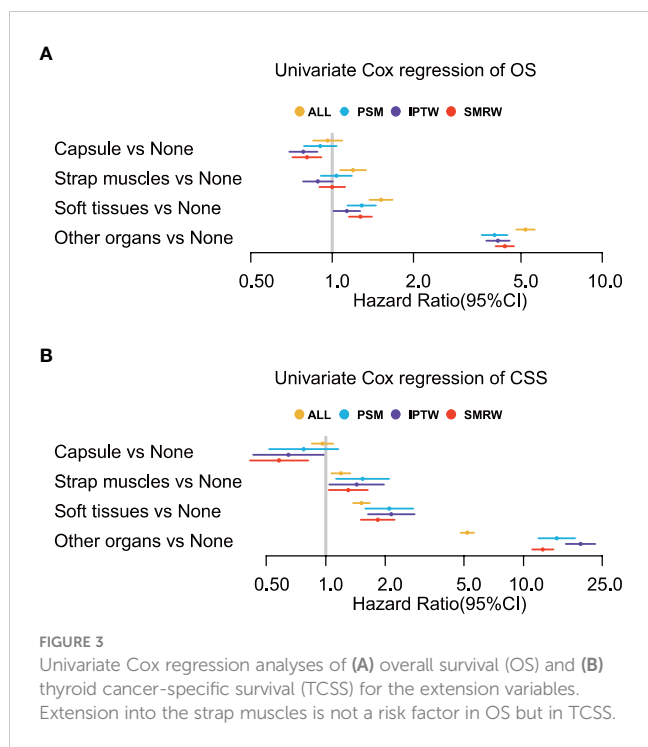 A
Univariate Cox regression of OS
ALL PSM IPTW SMRW
Capsule vs None
Strap muscles vs None
Soft tissues vs None
Other organs vs None
0.50 1.0 2.0 5.0 10.0
Hazard Ratio(95%CI)
B
Univariate Cox regression of CSS
ALL PSM IPTW SMRW
Capsule vs None
Strap muscles vs None
Soft tissues vs None
Other organs vs None
0.50 1.0 2.0 5.0 10.0 25.0
Hazard Ratio(95%CI)
FIGURE 3
Univariate Cox regression analyses of (A) overall survival (OS) and (B)
thyroid cancer-specific survival (TCSS) for the extension variables.
Extension into the strap muscles is not a risk factor in OS but in TCSS.